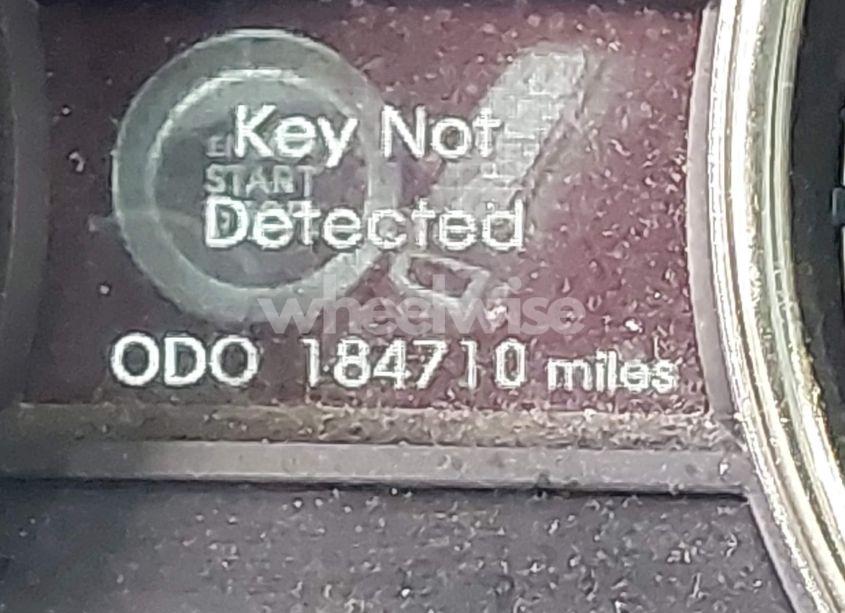 Key Not
START
Detected
wheelwise
ODO 184710 miles